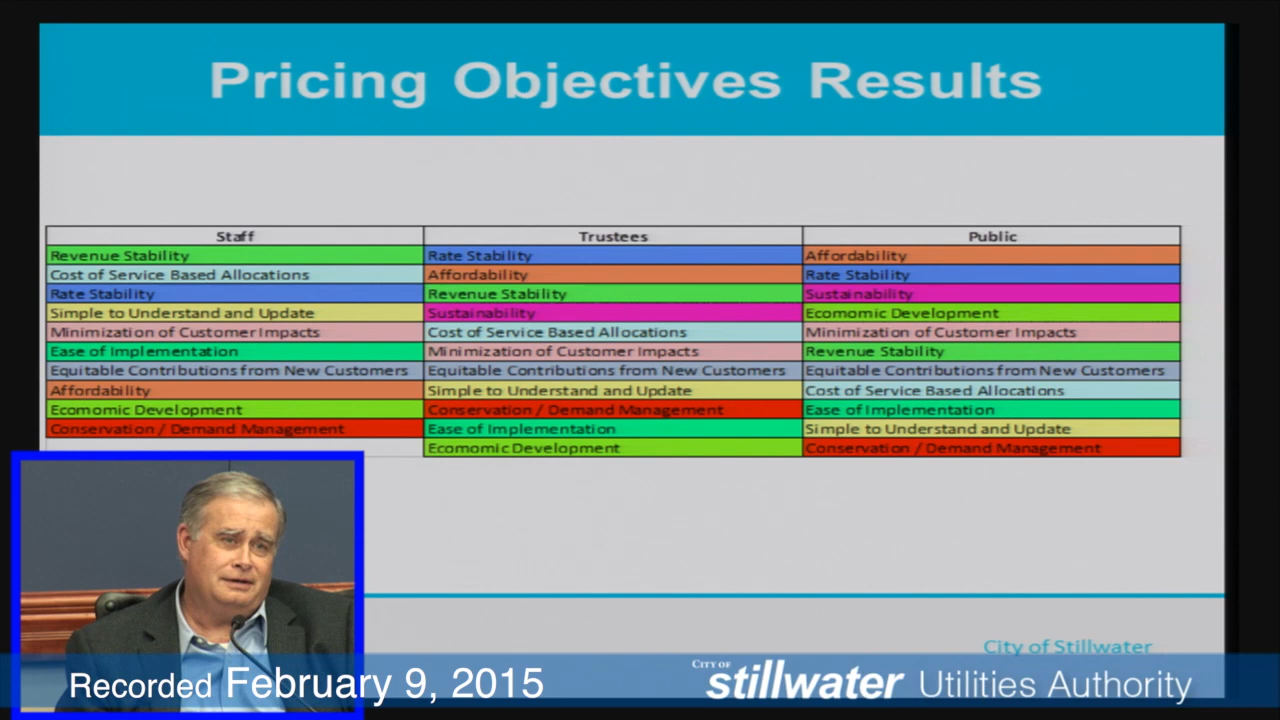 Pricing Objectives Results
Staff Trustees Public
Revenue Stability Rate Stability Affordability
Cost of Service Based Allocations Affordability Rate Stability
Rate Stability Revenue Stability Sustainability
Simple to Understand and Update Sustainability Economic Development
Minimization of Customer Impacts Cost of Service Based Allocations Minimization of Customer Impacts
Ease of Implementation Minimization of Customer Impacts Revenue Stability
Equitable Contributions from New Customers Equitable Contributions from New Customers Equitable Contributions from New Customers
Affordability Simple to Understand and Update Cost of Service Based Allocations
Ecomomic Development Conservation / Demand Management Ease of Implementation
Conservation / Demand Management Ease of Implementation Simple to Understand and Update
Economic Development Conservation / Demand Management
City of Stillwater
Recorded February 9, 2015
CITY OF stillwater Utilities Authority